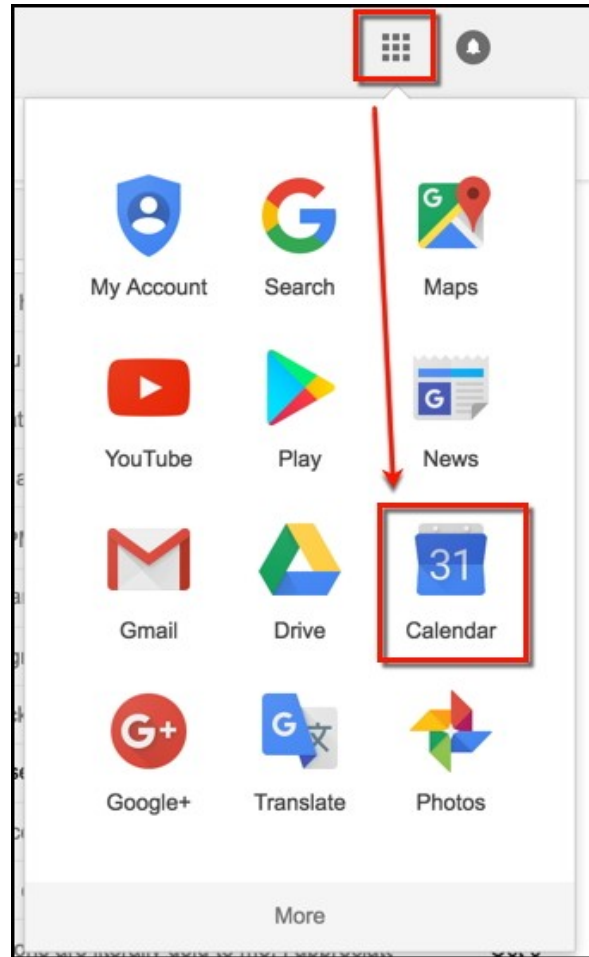 My Account Search Maps
YouTube Play News
31
Gmail Drive Calendar
G+
Google+ Translate Photos
More